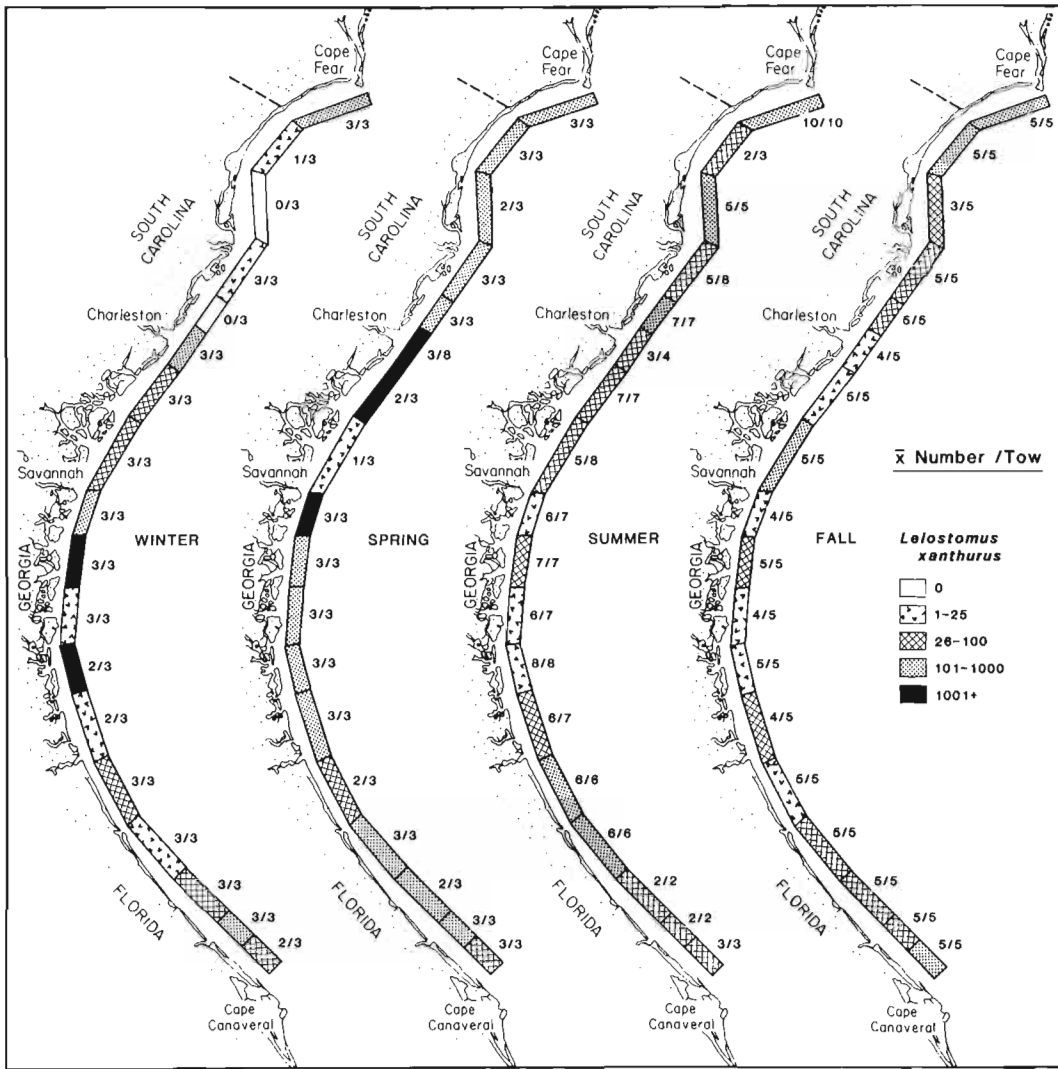 Cape
Fear
3/3
1/3
0/3
SOUTH
CAROLINA
3/3
0/3
Charleston
3/3
3/3
3/3
Savannah
3/3
WINTER
GEORGIA
3/3
3/3
2/3
2/3
3/3
3/3
3/3
3/3
2/3
FLORIDA
Cape
Canaveral
Cape
Fear
3/3
3/3
2/3
SOUTH
CAROLINA
3/3
Charleston
3/8
2/3
1/3
Savannah
3/3
SPRING
GEORGIA
3/3
3/3
3/3
3/3
2/3
3/3
2/3
3/3
3/3
FLORIDA
Cape
Canaveral
Cape
Fear
10/10
2/3
5/5
SOUTH
CAROLINA
5/8
7/7
Charleston
3/4
7/7
5/8
Savannah
6/7
SUMMER
GEORGIA
7/7
6/7
8/8
6/7
6/6
6/6
2/2
2/2
3/3
FLORIDA
Cape
Canaveral
Cape
Fear
5/5
5/5
3/5
SOUTH
CAROLINA
5/5
5/5
Charleston
4/5
5/5
5/5
Savannah
4/5
FALL
GEORGIA
5/5
4/5
5/5
4/5
5/5
5/5
5/5
5/5
5/5
FLORIDA
Cape
Canaveral
x̄ Number /Tow
Leiostomus
xanthurus
0
1-25
26-100
101-1000
1001+